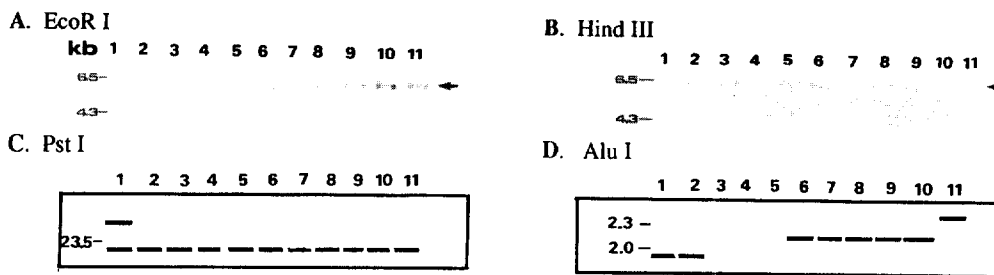 A. EcoR I
kb 1 2 3 4 5 6 7 8 9 10 11
6.5–
4.3–
B. Hind III
1 2 3 4 5 6 7 8 9 10 11
6.5–
4.3–
C. Pst I
1 2 3 4 5 6 7 8 9 10 11
23.5–
D. Alu I
1 2 3 4 5 6 7 8 9 10 11
2.3 –
2.0 –